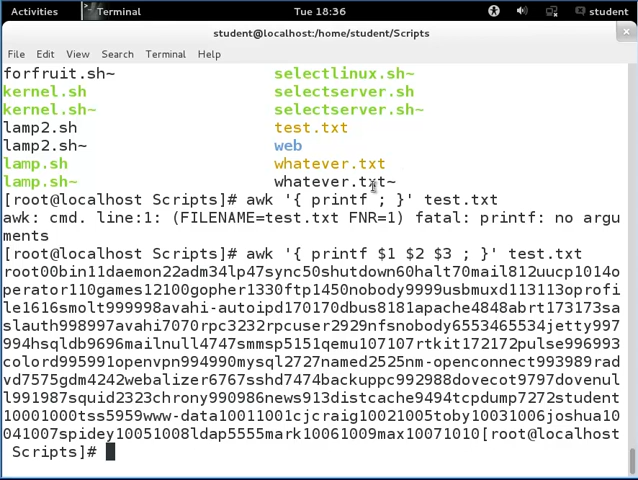 Activities
Terminal
Tue 18:36
student
student@localhost:/home/student/Scripts
File Edit View Search Terminal Help
forfruit.sh~ selectlinux.sh~
kernel.sh selectserver.sh
kernel.sh~ selectserver.sh~
lamp2.sh test.txt
lamp2.sh~ web
lamp.sh whatever.txt
lamp.sh~ whatever.txt~
[root@localhost Scripts]# awk '{ printf ; }' test.txt
awk: cmd. line:1: (FILENAME=test.txt FNR=1) fatal: printf: no argu
ments
[root@localhost Scripts]# awk '{ printf $1 $2 $3 ; }' test.txt
root00bin11daemon22adm34lp47sync50shutdown60halt70mail812uucp1014o
perator110games12100gopher1330ftp1450nobody9999usbmuxd113113oprofi
le1616smolt999998avahi-autoipd170170dbus8181apache4848abrt173173sa
slauth998997avahi7070rpc3232rpcuser2929nfsnobody6553465534jetty997
994hsqldb9696mailnull4747smmsp5151qemu107107rtkit172172pulse996993
colord995991openvpn994990mysql2727named2525nm-openconnect993989rad
vd7575gdm4242webalizer6767sshd7474backuppc992988dovecot9797dovenul
l991987squid2323chrony990986news913distcache9494tcpdump7272student
10001000tss5959www-data10011001cjcraig10021005toby10031006joshua10
041007spidey10051008ldap5555mark10061009max10071010[root@localhost
Scripts]#